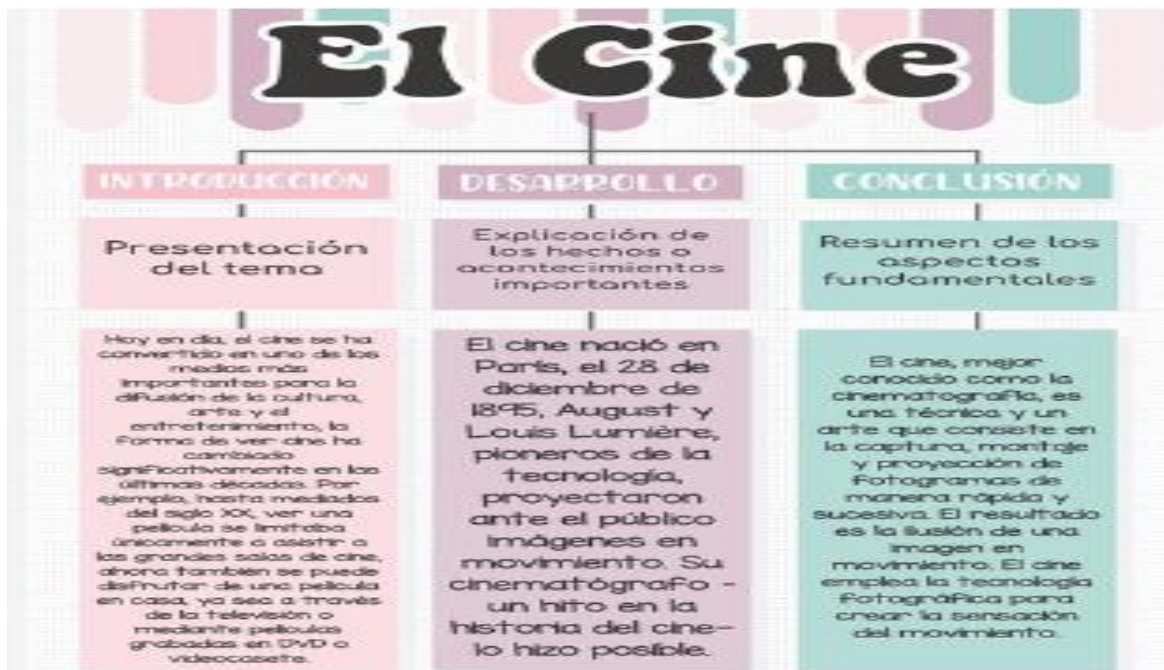 El Cine
INTRODUCCIÓN
Presentación
del tema
Hoy en día, el cine se ha
convertido en uno de los
medios más
importantes para la
difusión de la cultura,
arte y el
entretenimiento, la
forma de ver cine ha
cambiado
significativamente en las
últimas décadas. Por
ejemplo, hasta mediados
del siglo XX, ver una
película se limitaba
únicamente a asistir a
las grandes salas de cine,
ahora también se puede
disfrutar de una película
en casa, ya sea a través
de la televisión o
mediante películas
grabadas en DVD o
videocasete.
DESARROLLO
Explicación de
los hechos o
acontecimientos
importantes
El cine nació en
París, el 28 de
diciembre de
1895, August y
Louis Lumière,
pioneros de la
tecnología,
proyectaron
ante el público
imágenes en
movimiento. Su
cinematógrafo -
un hito en la
historia del cine-
lo hizo posible.
CONCLUSIÓN
Resumen de los
aspectos
fundamentales
El cine, mejor
conocido como la
cinematografía, es
una técnica y un
arte que consiste en
la captura, montaje
y proyección de
fotogramas de
manera rápida y
sucesiva. El resultado
es la ilusión de una
imagen en
movimiento. El cine
emplea la tecnología
fotográfica para
crear la sensación
del movimiento.